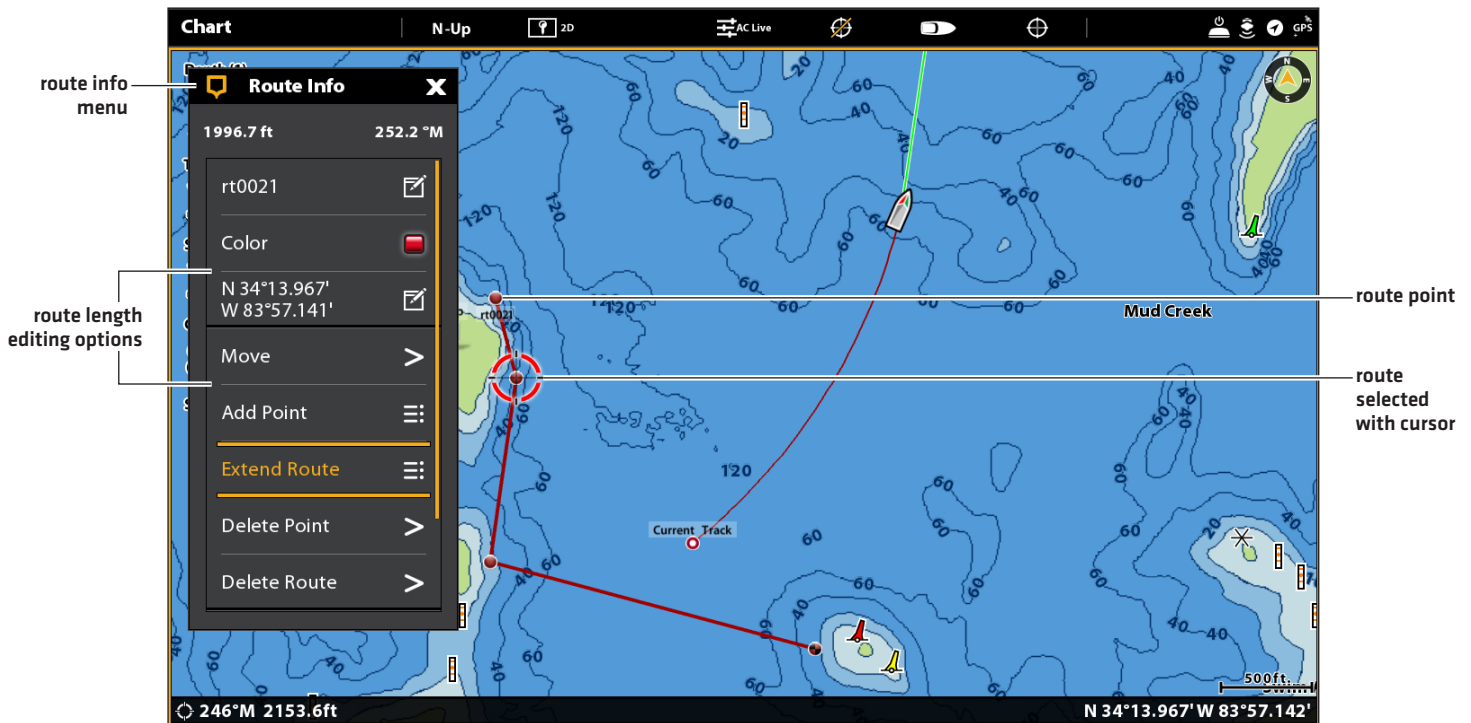 Chart
N-Up
2D
AC Live
GPS
route info
menu
Route Info
X
1996.7 ft 252.2 °M
rt0021
Color
N 34°13.967'
W 83°57.141'
Move
Add Point
Extend Route
Delete Point
Delete Route
route length
editing options
route point
route
selected
with cursor
N
E
S
W
rt0021
Mud Creek
Current Track
120
60
40
20
500ft
246°M 2153.6ft
N 34°13.967' W 83°57.142'